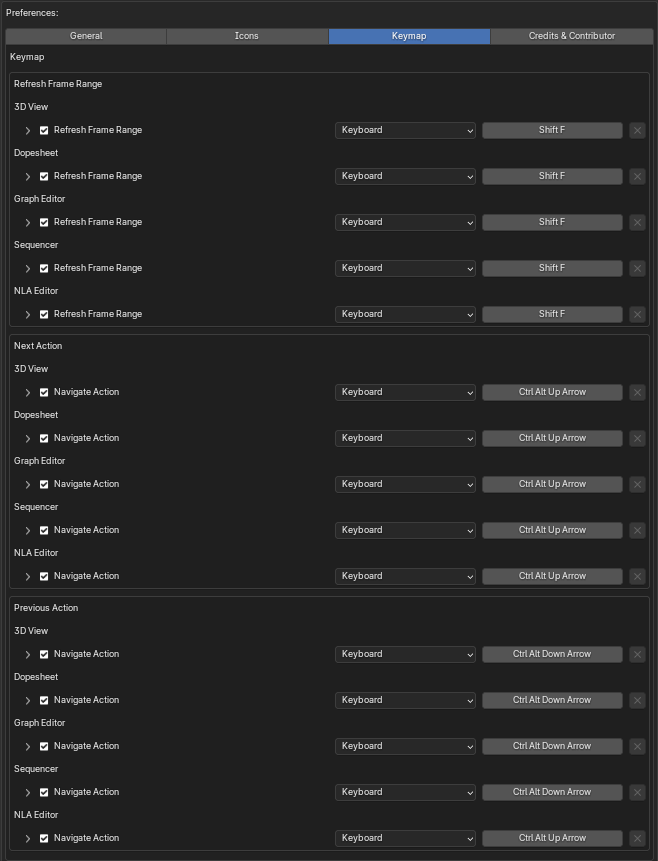 Preferences:
General Icons Keymap Credits & Contributor
Keymap
Refresh Frame Range
3D View
Refresh Frame Range Keyboard Shift F
Dopesheet
Refresh Frame Range Keyboard Shift F
Graph Editor
Refresh Frame Range Keyboard Shift F
Sequencer
Refresh Frame Range Keyboard Shift F
NLA Editor
Refresh Frame Range Keyboard Shift F
Next Action
3D View
Navigate Action Keyboard Ctrl Alt Up Arrow
Dopesheet
Navigate Action Keyboard Ctrl Alt Up Arrow
Graph Editor
Navigate Action Keyboard Ctrl Alt Up Arrow
Sequencer
Navigate Action Keyboard Ctrl Alt Up Arrow
NLA Editor
Navigate Action Keyboard Ctrl Alt Up Arrow
Previous Action
3D View
Navigate Action Keyboard Ctrl Alt Down Arrow
Dopesheet
Navigate Action Keyboard Ctrl Alt Down Arrow
Graph Editor
Navigate Action Keyboard Ctrl Alt Down Arrow
Sequencer
Navigate Action Keyboard Ctrl Alt Down Arrow
NLA Editor
Navigate Action Keyboard Ctrl Alt Up Arrow